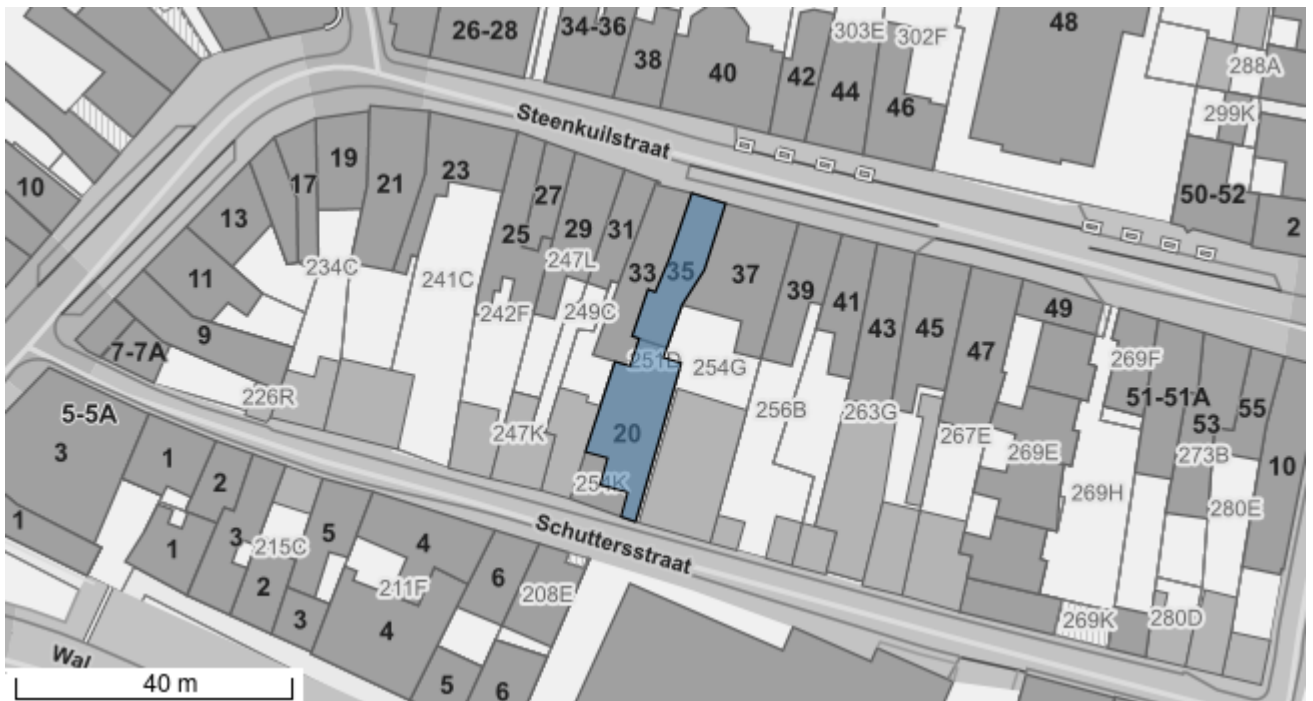 26-28
34-36
38
40
42
303E
302F
44
46
48
288A
299K
50-52
2
Steenkuilstraat
10
13
17
19
21
23
27
25
29
31
33
35
37
39
41
43
45
47
49
11
9
7-7A
234C
241C
247L
242F
249C
251D
254G
256B
263G
267E
269E
269F
51-51A
53
55
10
269H
273B
280E
226R
247K
254K
20
5-5A
3
1
1
1
2
3
2
215C
5
3
4
211F
4
6
208E
5
6
Schuttersstraat
269K
280D
Wal
40 m